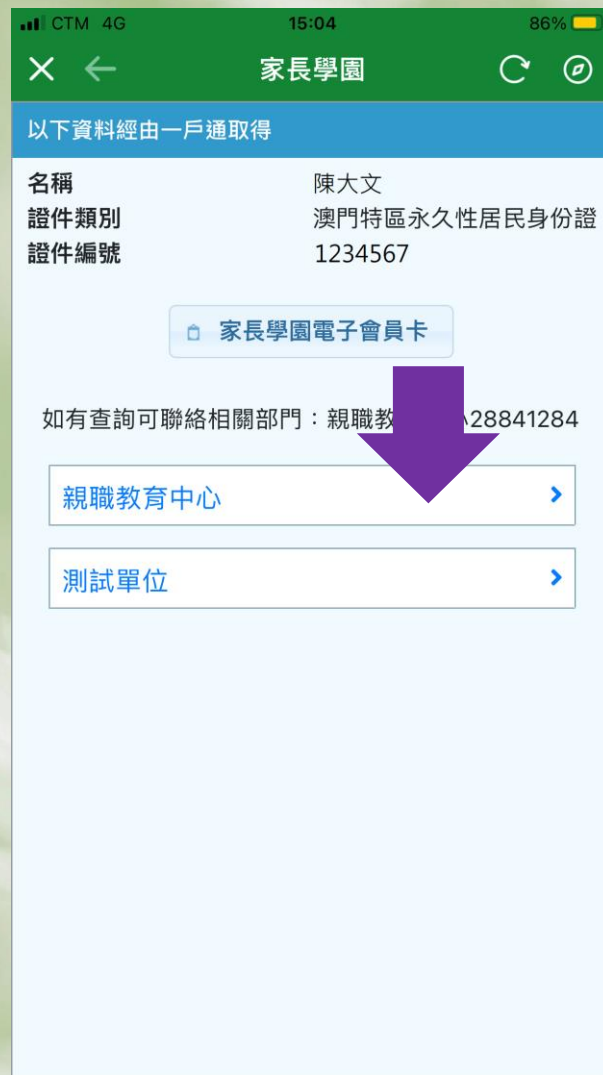 CTM 4G 15:04 86%
家長學園
以下資料經由一戶通取得
名稱 陳大文
證件類別 澳門特區永久性居民身份證
證件編號 1234567
家長學園電子會員卡
如有查詢可聯絡相關部門：親職教 28841284
親職教育中心
測試單位